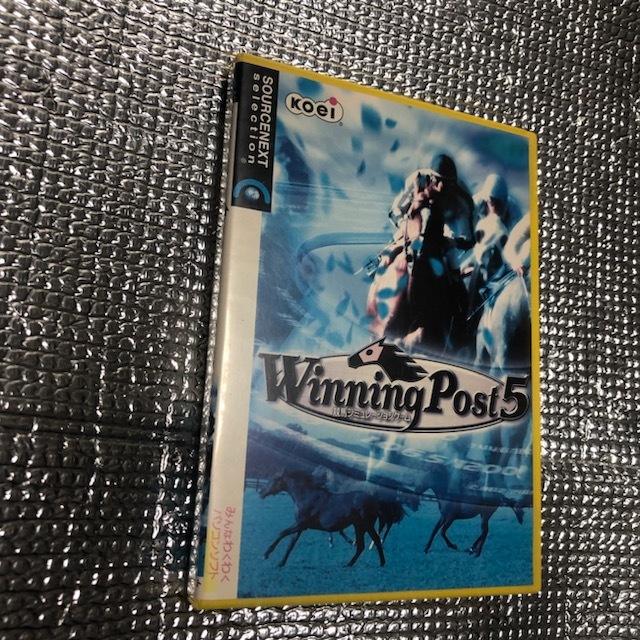 SOURCENEXT
selection
KOEI
Winning Post 5
競馬シミュレーションゲーム
みんなわくわく
パソコンソフト